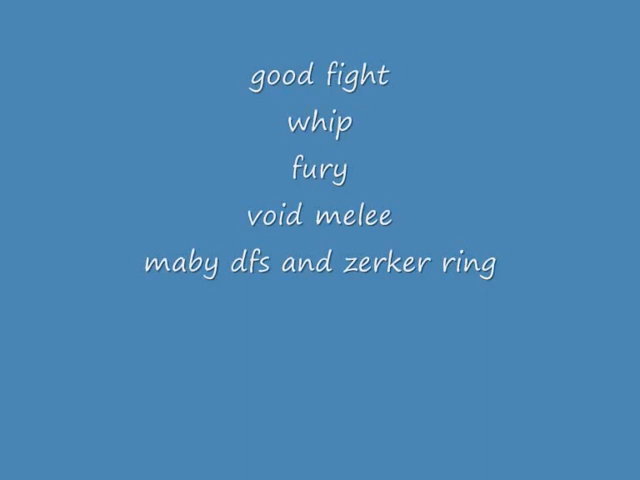 good fight
whip
fury
void melee
maby dfs and zerker ring